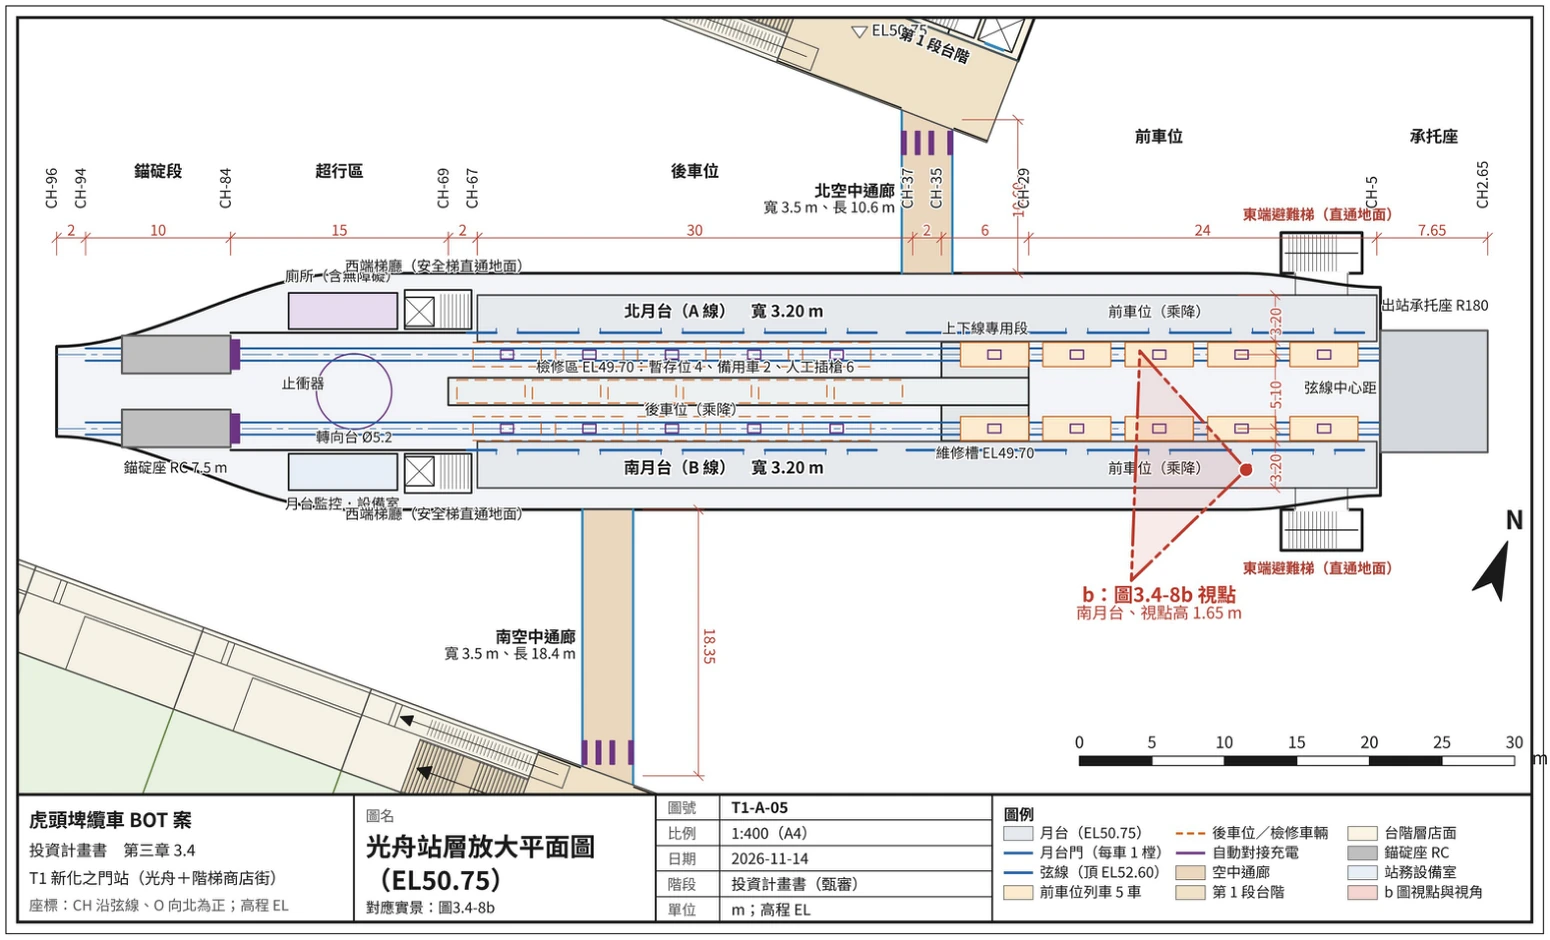 EL50.75
第 1 段台階
錨碇段
超行區
後車位
前車位
承托座
CH-96
CH-94
CH-84
CH-69
CH-67
CH-37
CH-35
CH-29
CH-5
CH2.65
北空中通廊
寬 3.5 m、長 10.6 m
10.60
東端避難梯（直通地面）
2
10
15
2
30
2
6
24
7.65
西端梯廳（安全梯直通地面）
廁所（含無障礙）
北月台（A 線）　寬 3.20 m
前車位（乘降）
3.20
出站承托座 R180
上下線專用段
檢修區 EL49.70：暫存位 4、備用車 2、人工插槍 6
止衝器
5.10
弦線中心距
後車位（乘降）
轉向台 Ø5.2
維修槽 EL49.70
錨碇座 RC 7.5 m
南月台（B 線）　寬 3.20 m
前車位（乘降）
3.20
月台監控．設備室
西端梯廳（安全梯直通地面）
N
東端避難梯（直通地面）
b：圖3.4-8b 視點
南月台、視點高 1.65 m
南空中通廊
寬 3.5 m、長 18.4 m
18.35
0 5 10 15 20 25 30 m
虎頭埤纜車 BOT 案
投資計畫書　第三章 3.4
T1 新化之門站（光舟＋階梯商店街）
座標：CH 沿弦線、O 向北為正；高程 EL
圖名
光舟站層放大平面圖
（EL50.75）
對應實景：圖3.4-8b
圖號 T1-A-05
比例 1:400（A4）
日期 2026-11-14
階段 投資計畫書（甄審）
單位 m；高程 EL
圖例
月台（EL50.75）
月台門（每車 1 樘）
弦線（頂 EL52.60）
前車位列車 5 車
後車位／檢修車輛
自動對接充電
空中通廊
第 1 段台階
台階層店面
錨碇座 RC
站務設備室
b 圖視點與視角